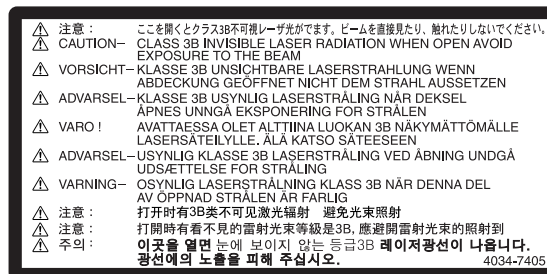 注意： ここを開くとクラス3B不可視レーザ光がでます。ビームを直接見たり、触れたりしないでください。
CAUTION– CLASS 3B INVISIBLE LASER RADIATION WHEN OPEN AVOID
EXPOSURE TO THE BEAM
VORSICHT– KLASSE 3B UNSICHTBARE LASERSTRAHLUNG WENN
ABDECKUNG GEÖFFNET NICHT DEM STRAHL AUSSETZEN
ADVARSEL– KLASSE 3B USYNLIG LASERSTRÅLING NÅR DEKSEL
ÅPNES UNNGÅ EKSPONERING FOR STRÅLEN
VARO ! AVATTAESSA OLET ALTTIINA LUOKAN 3B NÄKYMÄTTÖMÄLLE
LASERSÄTEILYLLE. ÄLÄ KATSO SÄTEESEEN
ADVARSEL– USYNLIG KLASSE 3B LASERSTRÅLING VED ÅBNING UNDGÅ
UDSÆTTELSE FOR STRÅLING
VARNING– OSYNLIG LASERSTRÅLNING KLASS 3B NÄR DENNA DEL
AV ÖPPNAD STRÅLEN ÄR FARLIG
注意： 打开时有3B类不可见激光辐射 避免光束照射
注意： 打開時有看不見的雷射光束等級是3B, 應避開雷射光束的照射到
주의： 이곳을 열면 눈에 보이지 않는 등급3B 레이저광선이 나옵니다.
광선에의 노출을 피해 주십시오. 4034-7405